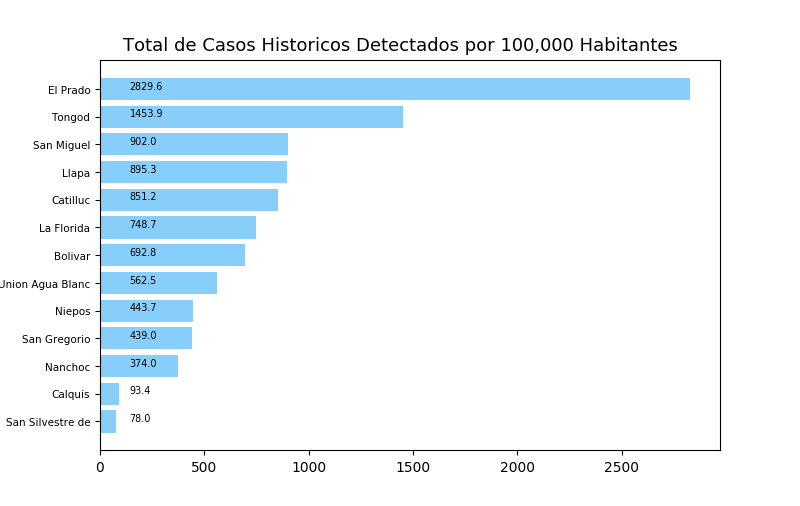 Total de Casos Historicos Detectados por 100,000 Habitantes
El Prado 2829.6
Tongod 1453.9
San Miguel 902.0
Llapa 895.3
Catilluc 851.2
La Florida 748.7
Bolivar 692.8
Union Agua Blanc 562.5
Niepos 443.7
San Gregorio 439.0
Nanchoc 374.0
Calquis 93.4
San Silvestre de 78.0
0 500 1000 1500 2000 2500